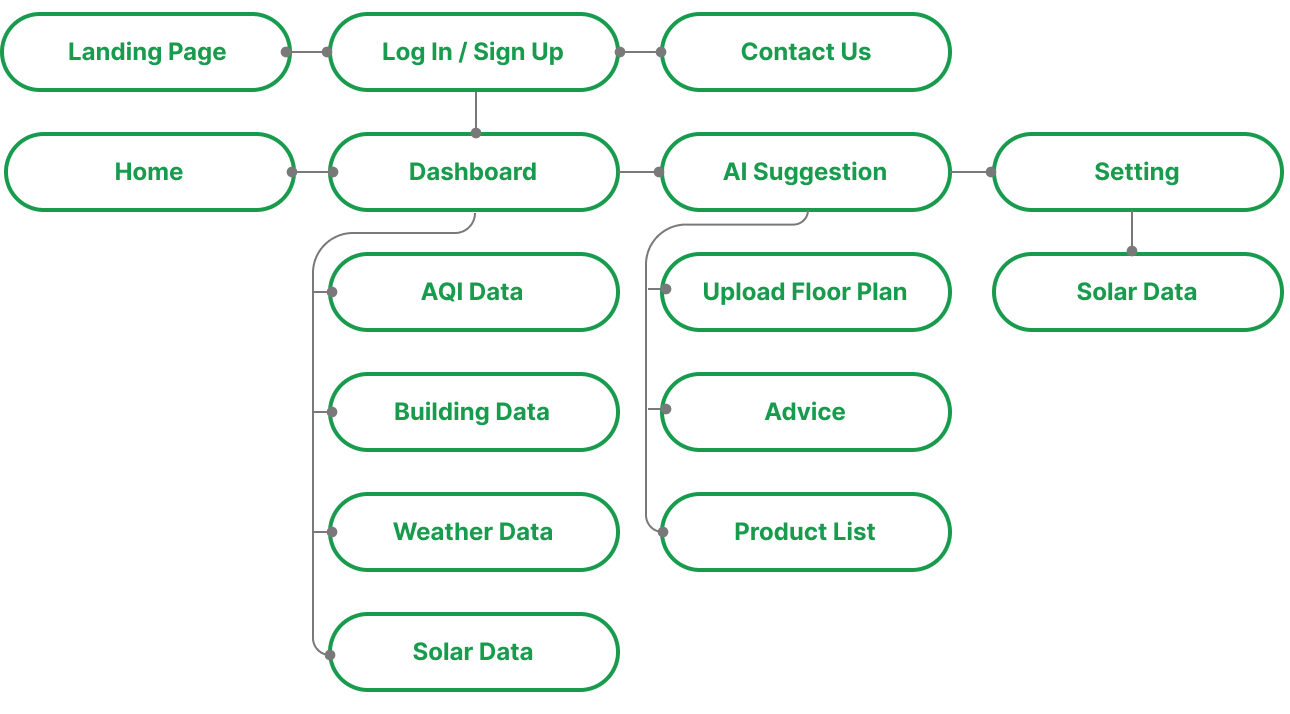 Landing Page
Log In / Sign Up
Contact Us
Home
Dashboard
AI Suggestion
Setting
AQI Data
Upload Floor Plan
Solar Data
Building Data
Advice
Weather Data
Product List
Solar Data